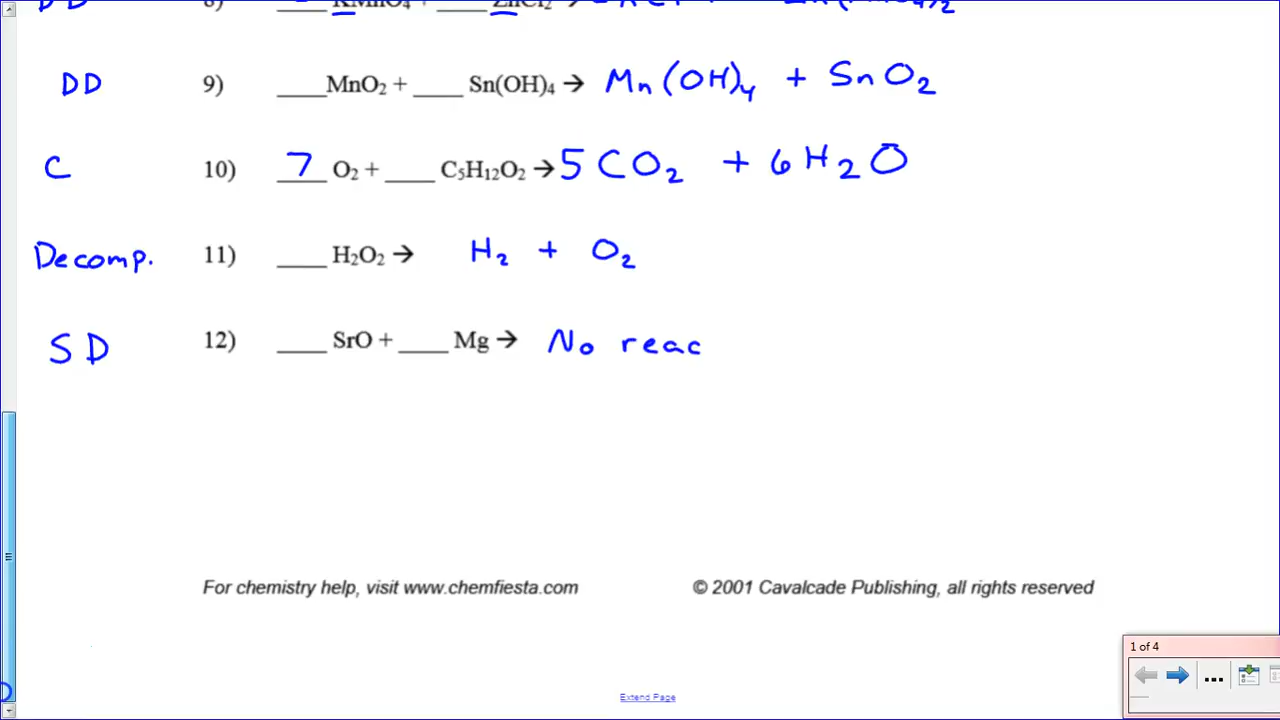 DD 9) ____MnO₂ + ____ Sn(OH)₄ → Mn(OH)₄ + SnO₂
C 10) 7 O₂ + ____ C₅H₁₂O₂ → 5 CO₂ + 6 H₂O
Decomp. 11) ____ H₂O₂ → H₂ + O₂
SD 12) ____ SrO + ____ Mg → No reac
For chemistry help, visit www.chemfiesta.com © 2001 Cavalcade Publishing, all rights reserved
1 of 4
...
Extend Page